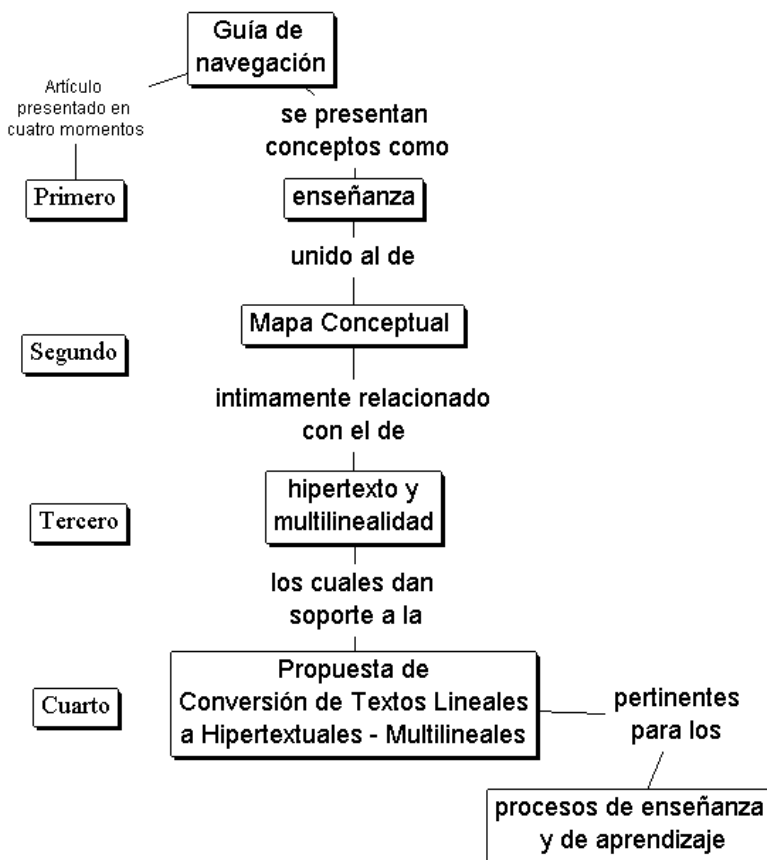 Guía de
navegación
Artículo
presentado en
cuatro momentos
se presentan
conceptos como
Primero
enseñanza
unido al de
Segundo
Mapa Conceptual
intimamente relacionado
con el de
Tercero
hipertexto y
multilinealidad
los cuales dan
soporte a la
Cuarto
Propuesta de
Conversión de Textos Lineales
a Hipertextuales - Multilineales
pertinentes
para los
procesos de enseñanza
y de aprendizaje